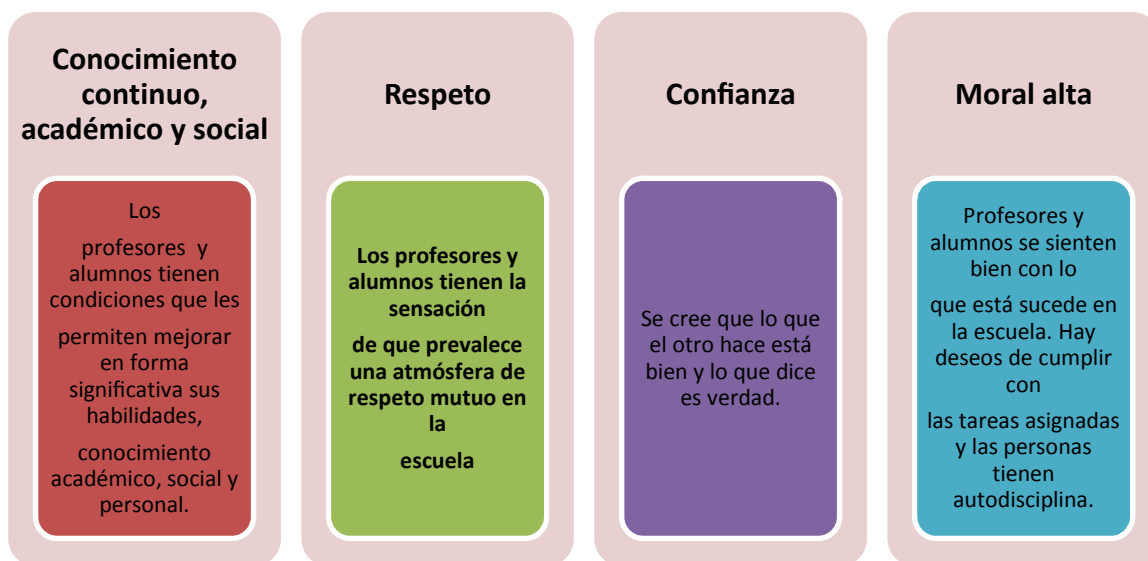 Conocimiento
continuo,
académico y social
Los
profesores y
alumnos tienen
condiciones que les
permiten mejorar
en forma
significativa sus
habilidades,
conocimiento
académico, social y
personal.
Respeto
Los profesores y
alumnos tienen la
sensación
de que prevalece
una atmósfera de
respeto mutuo en
la
escuela
Confianza
Se cree que lo que
el otro hace está
bien y lo que dice
es verdad.
Moral alta
Profesores y
alumnos se sienten
bien con lo
que está sucede en
la escuela. Hay
deseos de cumplir
con
las tareas asignadas
y las personas
tienen
autodisciplina.